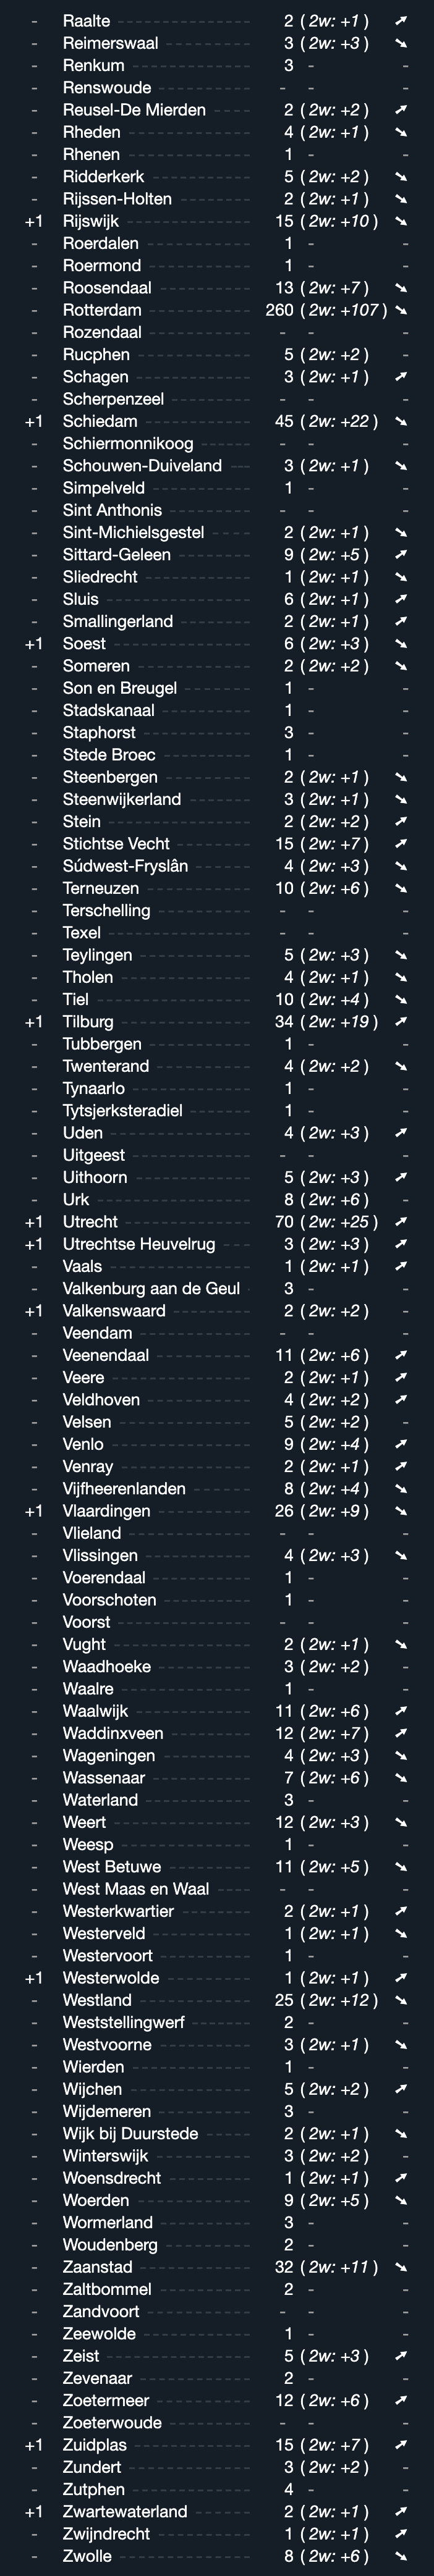 - Raalte 2 ( 2w: +1 ) ➘
- Reimerswaal 3 ( 2w: +3 ) ➘
- Renkum 3 - -
- Renswoude - - -
- Reusel-De Mierden 2 ( 2w: +2 ) ➚
- Rheden 4 ( 2w: +1 ) ➘
- Rhenen 1 - -
- Ridderkerk 5 ( 2w: +2 ) ➘
- Rijssen-Holten 2 ( 2w: +1 ) ➘
+1 Rijswijk 15 ( 2w: +10 ) ➘
- Roerdalen 1 - -
- Roermond 1 - -
- Roosendaal 13 ( 2w: +7 ) ➘
- Rotterdam 260 ( 2w: +107 ) ➘
- Rozendaal - - -
- Rucphen 5 ( 2w: +2 ) -
- Schagen 3 ( 2w: +1 ) ➚
- Scherpenzeel - - -
+1 Schiedam 45 ( 2w: +22 ) ➘
- Schiermonnikoog - - -
- Schouwen-Duiveland 3 ( 2w: +1 ) ➘
- Simpelveld 1 - -
- Sint Anthonis - - -
- Sint-Michielsgestel 2 ( 2w: +1 ) ➘
- Sittard-Geleen 9 ( 2w: +5 ) ➚
- Sliedrecht 1 ( 2w: +1 ) ➘
- Sluis 6 ( 2w: +1 ) ➚
- Smallingerland 2 ( 2w: +1 ) ➚
+1 Soest 6 ( 2w: +3 ) ➘
- Someren 2 ( 2w: +2 ) ➘
- Son en Breugel 1 - -
- Stadskanaal 1 - -
- Staphorst 3 - -
- Stede Broec 1 - -
- Steenbergen 2 ( 2w: +1 ) ➘
- Steenwijkerland 3 ( 2w: +1 ) ➘
- Stein 2 ( 2w: +2 ) ➚
- Stichtse Vecht 15 ( 2w: +7 ) ➚
- Súdwest-Fryslân 4 ( 2w: +3 ) ➘
- Terneuzen 10 ( 2w: +6 ) ➘
- Terschelling - - -
- Texel - - -
- Teylingen 5 ( 2w: +3 ) ➘
- Tholen 4 ( 2w: +1 ) ➘
- Tiel 10 ( 2w: +4 ) ➘
+1 Tilburg 34 ( 2w: +19 ) ➚
- Tubbergen 1 - -
- Twenterand 4 ( 2w: +2 ) ➘
- Tynaarlo 1 - -
- Tytsjerksteradiel 1 - -
- Uden 4 ( 2w: +3 ) ➚
- Uitgeest - - -
- Uithoorn 5 ( 2w: +3 ) ➚
- Urk 8 ( 2w: +6 ) -
+1 Utrecht 70 ( 2w: +25 ) ➚
+1 Utrechtse Heuvelrug 3 ( 2w: +3 ) ➚
- Vaals 1 ( 2w: +1 ) ➚
- Valkenburg aan de Geul 3 - -
+1 Valkenswaard 2 ( 2w: +2 ) -
- Veendam - - -
- Veenendaal 11 ( 2w: +6 ) ➚
- Veere 2 ( 2w: +1 ) ➚
- Veldhoven 4 ( 2w: +2 ) ➚
- Velsen 5 ( 2w: +2 ) -
- Venlo 9 ( 2w: +4 ) ➚
- Venray 2 ( 2w: +1 ) ➚
- Vijfheerenlanden 8 ( 2w: +4 ) ➘
+1 Vlaardingen 26 ( 2w: +9 ) ➘
- Vlieland - - -
- Vlissingen 4 ( 2w: +3 ) ➘
- Voerendaal 1 - -
- Voorschoten 1 - -
- Voorst - - -
- Vught 2 ( 2w: +1 ) ➘
- Waadhoeke 3 ( 2w: +2 ) -
- Waalre 1 - -
- Waalwijk 11 ( 2w: +6 ) ➚
- Waddinxveen 12 ( 2w: +7 ) ➚
- Wageningen 4 ( 2w: +3 ) ➘
- Wassenaar 7 ( 2w: +6 ) ➘
- Waterland 3 - -
- Weert 12 ( 2w: +3 ) ➘
- Weesp 1 - -
- West Betuwe 11 ( 2w: +5 ) ➘
- West Maas en Waal - - -
- Westerkwartier 2 ( 2w: +1 ) ➚
- Westerveld 1 ( 2w: +1 ) ➘
- Westervoort 1 - -
+1 Westerwolde 1 ( 2w: +1 ) ➚
- Westland 25 ( 2w: +12 ) ➘
- Weststellingwerf 2 - -
- Westvoorne 3 ( 2w: +1 ) ➘
- Wierden 1 - -
- Wijchen 5 ( 2w: +2 ) ➚
- Wijdemeren 3 - -
- Wijk bij Duurstede 2 ( 2w: +1 ) ➘
- Winterswijk 3 ( 2w: +2 ) -
- Woensdrecht 1 ( 2w: +1 ) ➚
- Woerden 9 ( 2w: +5 ) ➘
- Wormerland 3 - -
- Woudenberg 2 - -
- Zaanstad 32 ( 2w: +11 ) ➘
- Zaltbommel 2 - -
- Zandvoort - - -
- Zeewolde 1 - -
- Zeist 5 ( 2w: +3 ) ➚
- Zevenaar 2 - -
- Zoetermeer 12 ( 2w: +6 ) ➚
- Zoeterwoude - - -
+1 Zuidplas 15 ( 2w: +7 ) ➚
- Zundert 3 ( 2w: +2 ) -
- Zutphen 4 - -
+1 Zwartewaterland 2 ( 2w: +1 ) ➚
- Zwijndrecht 1 ( 2w: +1 ) ➚
- Zwolle 8 ( 2w: +6 ) ➘